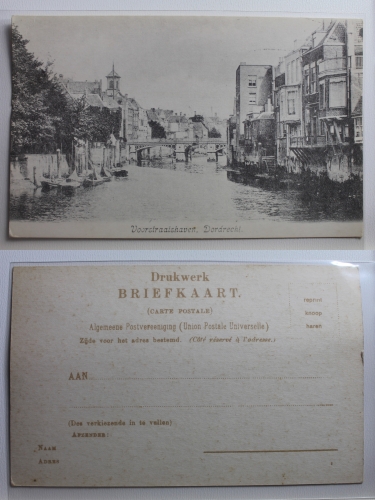 Voorstraatshaven, Dordrecht.
Drukwerk
BRIEFKAART.
(CARTE POSTALE)
Algemeene Postvereeniging (Union Postale Universelle)
Zijde voor het adres bestemd. (Côté réservé à l'adresse.)
AAN
(Des verkiezende in te vullen)
AFZENDER:
NAAM
ADRES